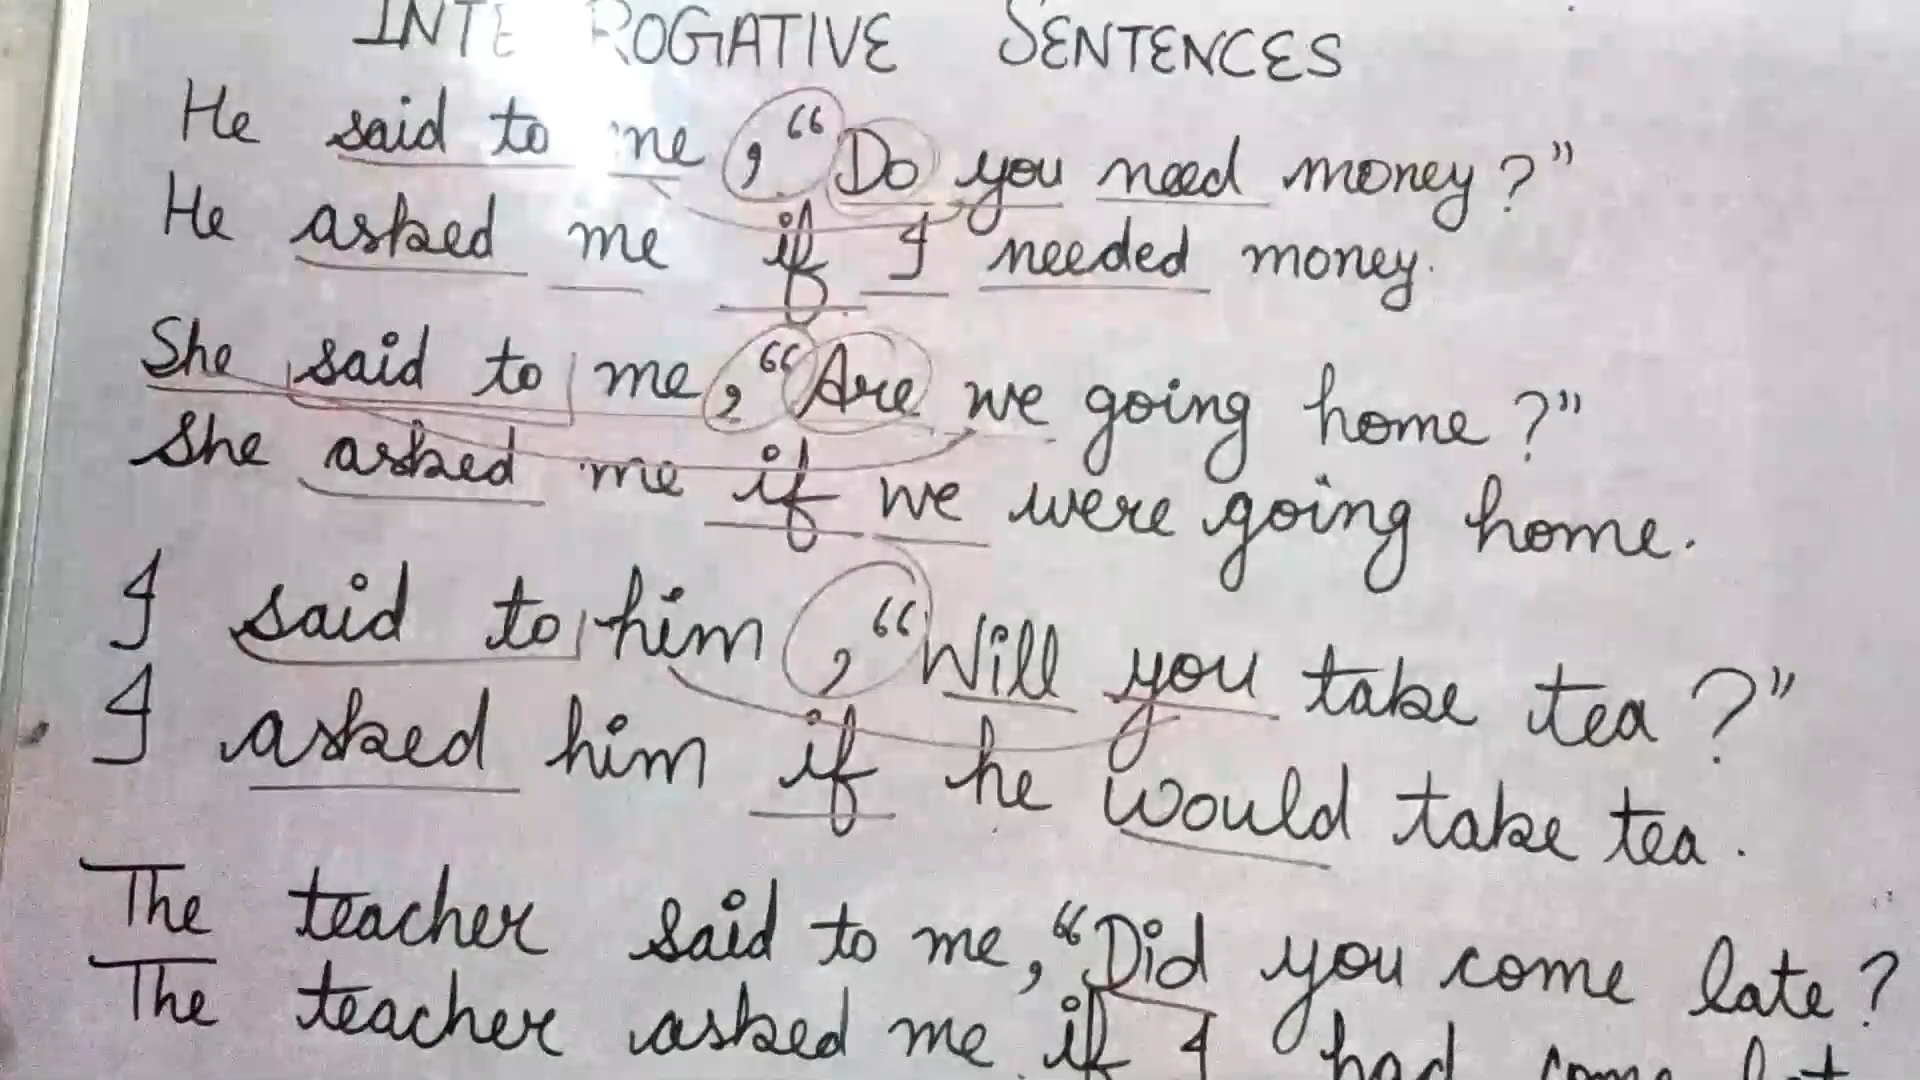 INTERROGATIVE SENTENCES
He said to me, "Do you need money?"
He asked me if I needed money.
She said to me, "Are we going home?"
She asked me if we were going home.
I said to him, "Will you take tea?"
I asked him if he would take tea.
The teacher said to me, "Did you come late?
The teacher asked me if I had come